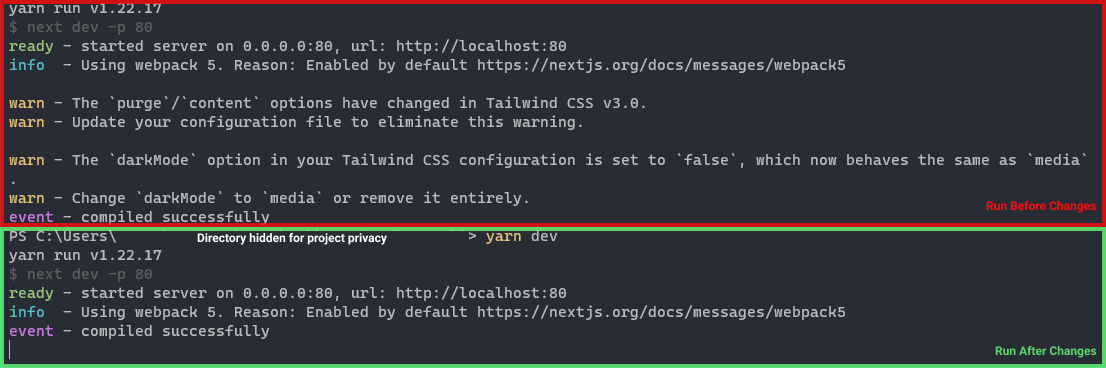 yarn run v1.22.17
$ next dev -p 80
ready - started server on 0.0.0.0:80, url: http://localhost:80
info  - Using webpack 5. Reason: Enabled by default https://nextjs.org/docs/messages/webpack5
warn - The `purge`/`content` options have changed in Tailwind CSS v3.0.
warn - Update your configuration file to eliminate this warning.
warn - The `darkMode` option in your Tailwind CSS configuration is set to `false`, which now behaves the same as `media`
.
warn - Change `darkMode` to `media` or remove it entirely.
Run Before Changes
event - compiled successfully
PS C:\Users\ Directory hidden for project privacy > yarn dev
yarn run v1.22.17
$ next dev -p 80
ready - started server on 0.0.0.0:80, url: http://localhost:80
info  - Using webpack 5. Reason: Enabled by default https://nextjs.org/docs/messages/webpack5
event - compiled successfully
Run After Changes